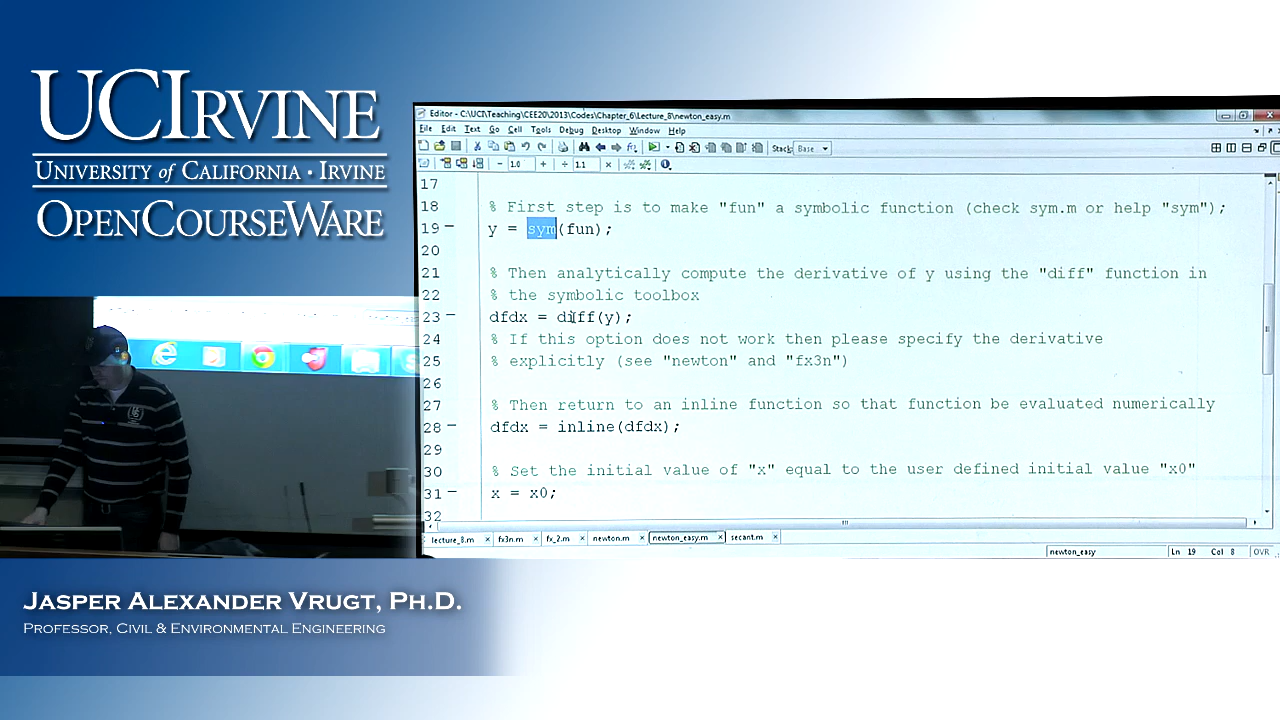 UCIRVINE
UNIVERSITY of CALIFORNIA · IRVINE
OPENCOURSEWARE
JASPER ALEXANDER VRUGT, PH.D.
PROFESSOR, CIVIL & ENVIRONMENTAL ENGINEERING
Editor - C:\UCI\Teaching\CEE20\2013\Codes\Chapter_6\Lecture_8\newton_easy.m
File Edit Text Go Cell Tools Debug Desktop Window Help
Stack: Base
1.0 + ÷ 1.1 ×
17
18 % First step is to make "fun" a symbolic function (check sym.m or help "sym");
19 y = sym(fun);
20
21 % Then analytically compute the derivative of y using the "diff" function in
22 % the symbolic toolbox
23 dfdx = diff(y);
24 % If this option does not work then please specify the derivative
25 % explicitly (see "newton" and "fx3n")
26
27 % Then return to an inline function so that function be evaluated numerically
28 dfdx = inline(dfdx);
29
30 % Set the initial value of "x" equal to the user defined initial value "x0"
31 x = x0;
32
lecture_8.m fx3n.m fx_2.m newton.m newton_easy.m secant.m
newton_easy Ln 19 Col 8 OVR